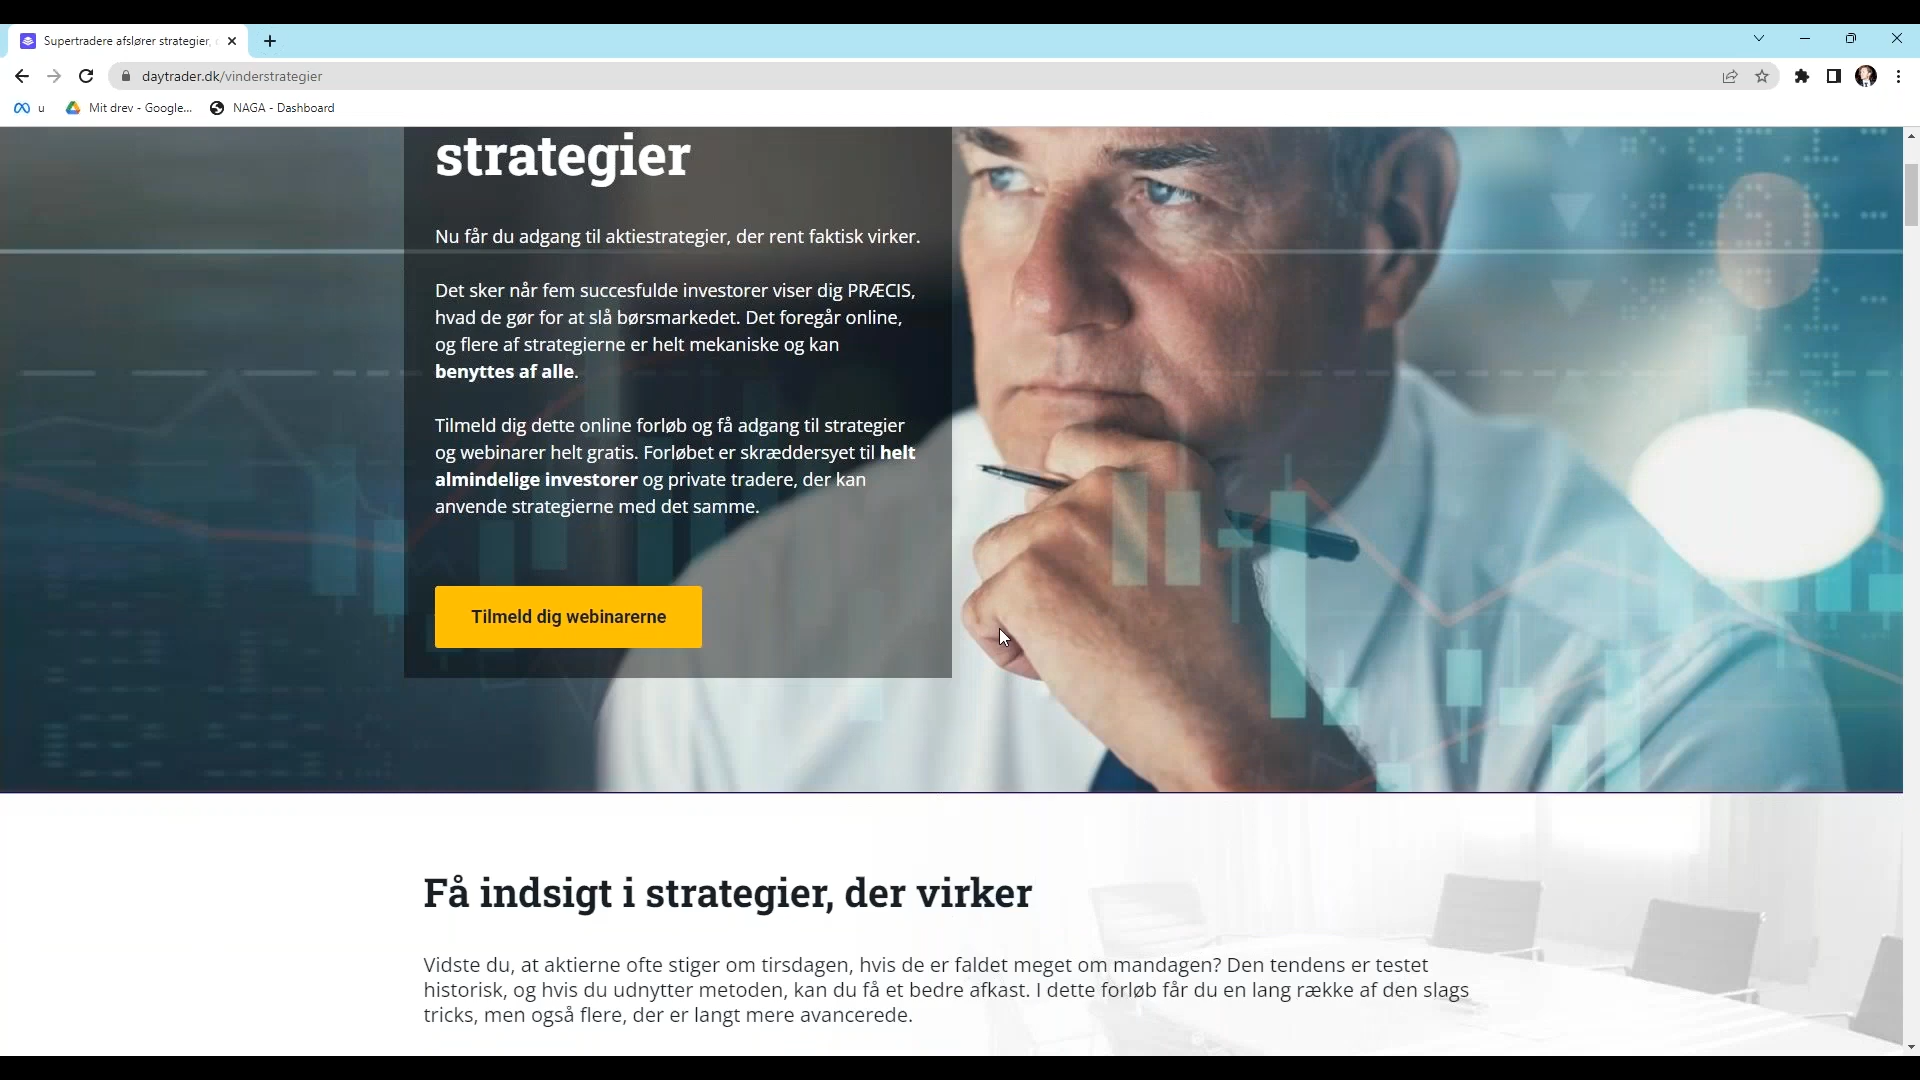 Supertradere afslører strategier,
daytrader.dk/vinderstrategier
u
Mit drev - Google...
NAGA - Dashboard
strategier
Nu får du adgang til aktiestrategier, der rent faktisk virker.
Det sker når fem succesfulde investorer viser dig PRÆCIS,
hvad de gør for at slå børsmarkedet. Det foregår online,
og flere af strategierne er helt mekaniske og kan
benyttes af alle.
Tilmeld dig dette online forløb og få adgang til strategier
og webinarer helt gratis. Forløbet er skræddersyet til helt
almindelige investorer og private tradere, der kan
anvende strategierne med det samme.
Tilmeld dig webinarerne
Få indsigt i strategier, der virker
Vidste du, at aktierne ofte stiger om tirsdagen, hvis de er faldet meget om mandagen? Den tendens er testet
historisk, og hvis du udnytter metoden, kan du få et bedre afkast. I dette forløb får du en lang række af den slags
tricks, men også flere, der er langt mere avancerede.